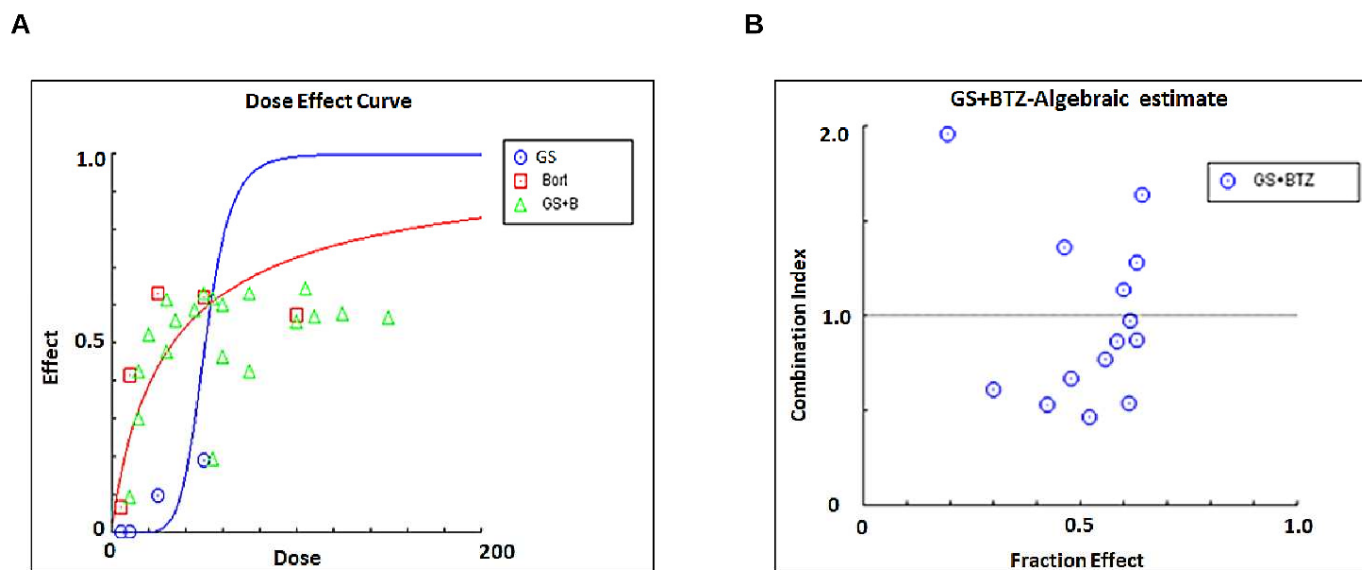 A
B
Dose Effect Curve
GS
Bort
GS+B
1.0
0.5
0
Effect
0
200
Dose
GS+BTZ-Algebraic estimate
GS+BTZ
2.0
1.0
0
Combination Index
0
0.5
1.0
Fraction Effect